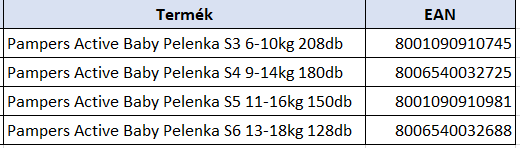 Termék EAN
Pampers Active Baby Pelenka S3 6-10kg 208db 8001090910745
Pampers Active Baby Pelenka S4 9-14kg 180db 8006540032725
Pampers Active Baby Pelenka S5 11-16kg 150db 8001090910981
Pampers Active Baby Pelenka S6 13-18kg 128db 8006540032688